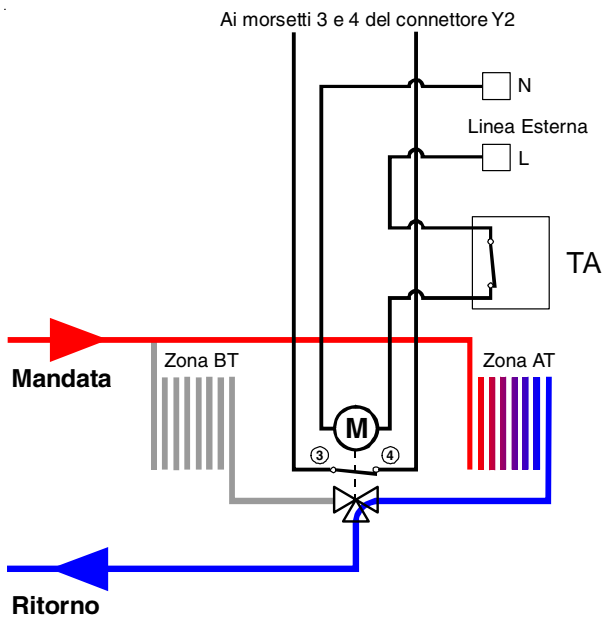 Ai morsetti 3 e 4 del connettore Y2
N
Linea Esterna
L
TA
Zona BT
Zona AT
Mandata
M
3
4
Ritorno